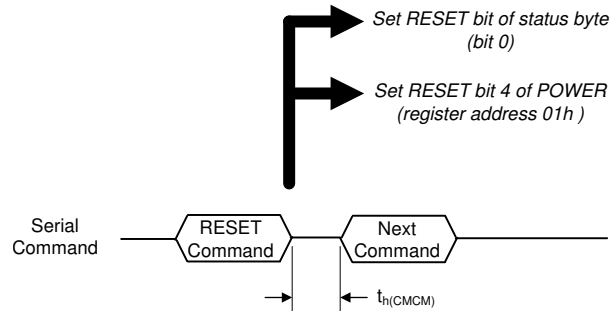 Set RESET bit of status byte
(bit 0)
Set RESET bit 4 of POWER
(register address 01h )
Serial
Command
RESET
Command
Next
Command
th(CMCM)